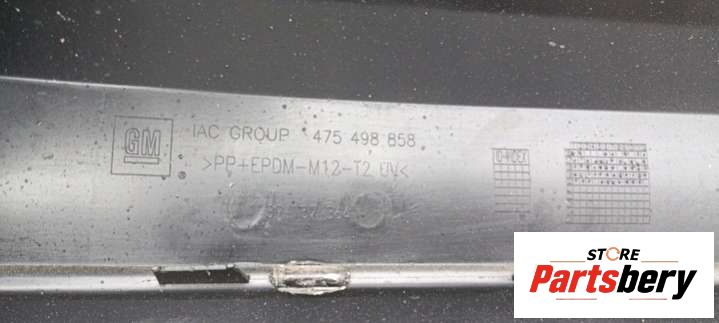 GM
IAC GROUP 475 498 858
>PP+EPDM-M12-T2 UV<
STORE
Partsbery